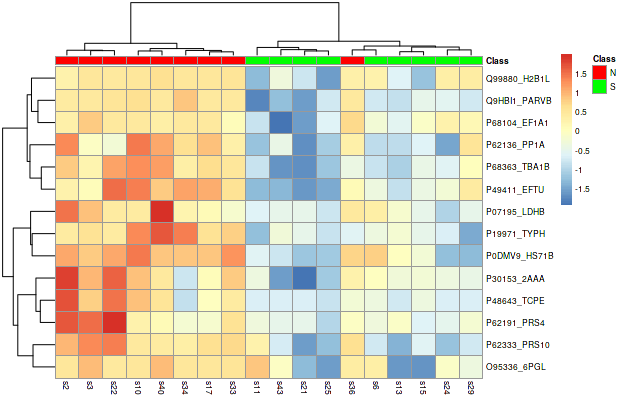 Class
Q99880_H2B1L
Q9HBI1_PARVB
P68104_EF1A1
P62136_PP1A
P68363_TBA1B
P49411_EFTU
P07195_LDHB
P19971_TYPH
P0DMV9_HS71B
P30153_2AAA
P48643_TCPE
P62191_PRS4
P62333_PRS10
O95336_6PGL
s2 s3 s22 s10 s40 s34 s17 s33 s11 s43 s21 s25 s36 s6 s13 s15 s24 s29
1.5
1
0.5
0
-0.5
-1
-1.5
Class
N
S